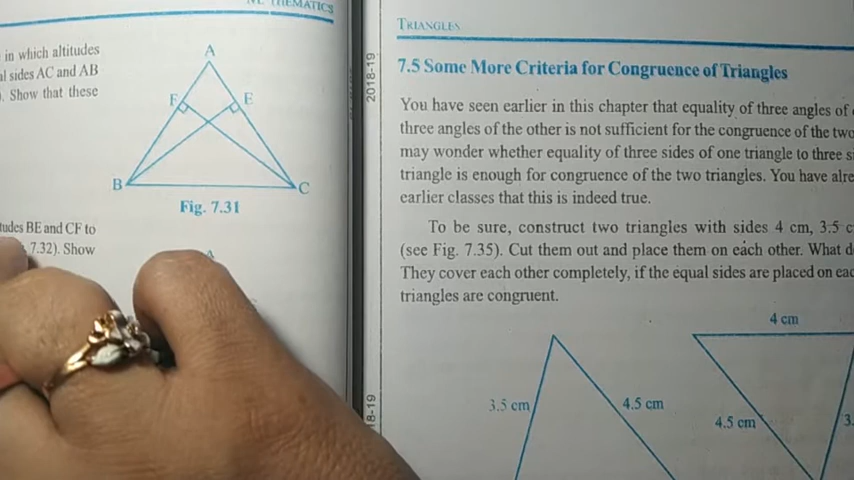 THEMATICS
in which altitudes
sides AC and AB
Show that these
A
F
E
B
C
Fig. 7.31
BE and CF to
7.32). Show
A
2018-19
18-19
TRIANGLES
7.5 Some More Criteria for Congruence of Triangles
You have seen earlier in this chapter that equality of three angles of
three angles of the other is not sufficient for the congruence of the two
may wonder whether equality of three sides of one triangle to three
triangle is enough for congruence of the two triangles. You have
earlier classes that this is indeed true.
To be sure, construct two triangles with sides 4 cm, 3.5
(see Fig. 7.35). Cut them out and place them on each other. What
They cover each other completely, if the equal sides are placed on
triangles are congruent.
4 cm
3.5 cm
4.5 cm
4.5 cm
3.